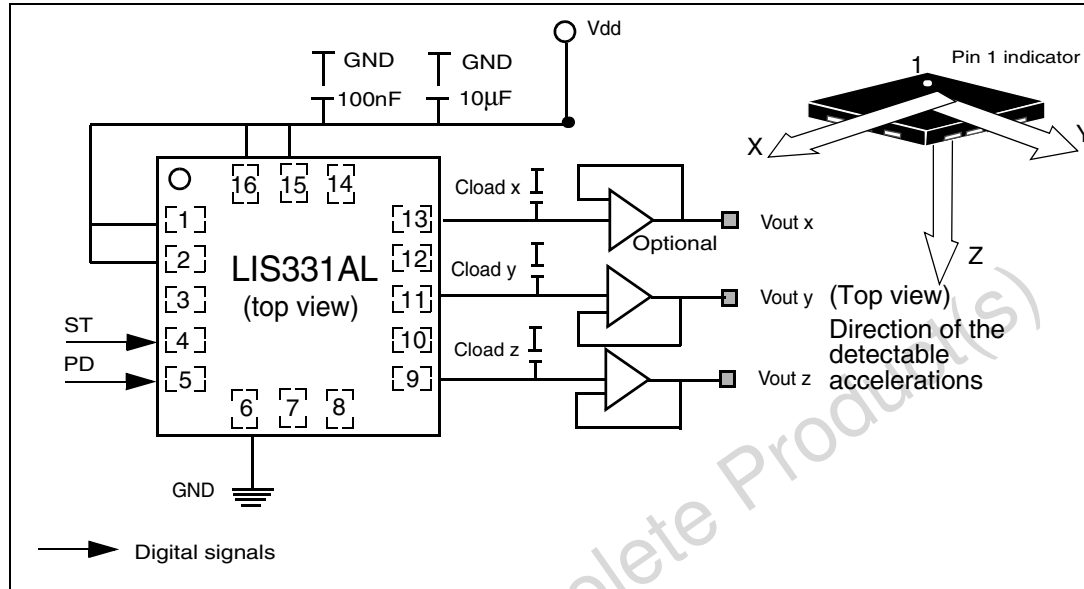 Vdd
GND
GND
100nF
10µF
1
Pin 1 indicator
X
Y
Z
16
15
14
1
2
3
4
5
LIS331AL
(top view)
13
12
11
10
9
6
7
8
ST
PD
GND
Cload x
Cload y
Cload z
Optional
Vout x
Vout y
Vout z
(Top view)
Direction of the
detectable
accelerations
Digital signals
olete Product(s)